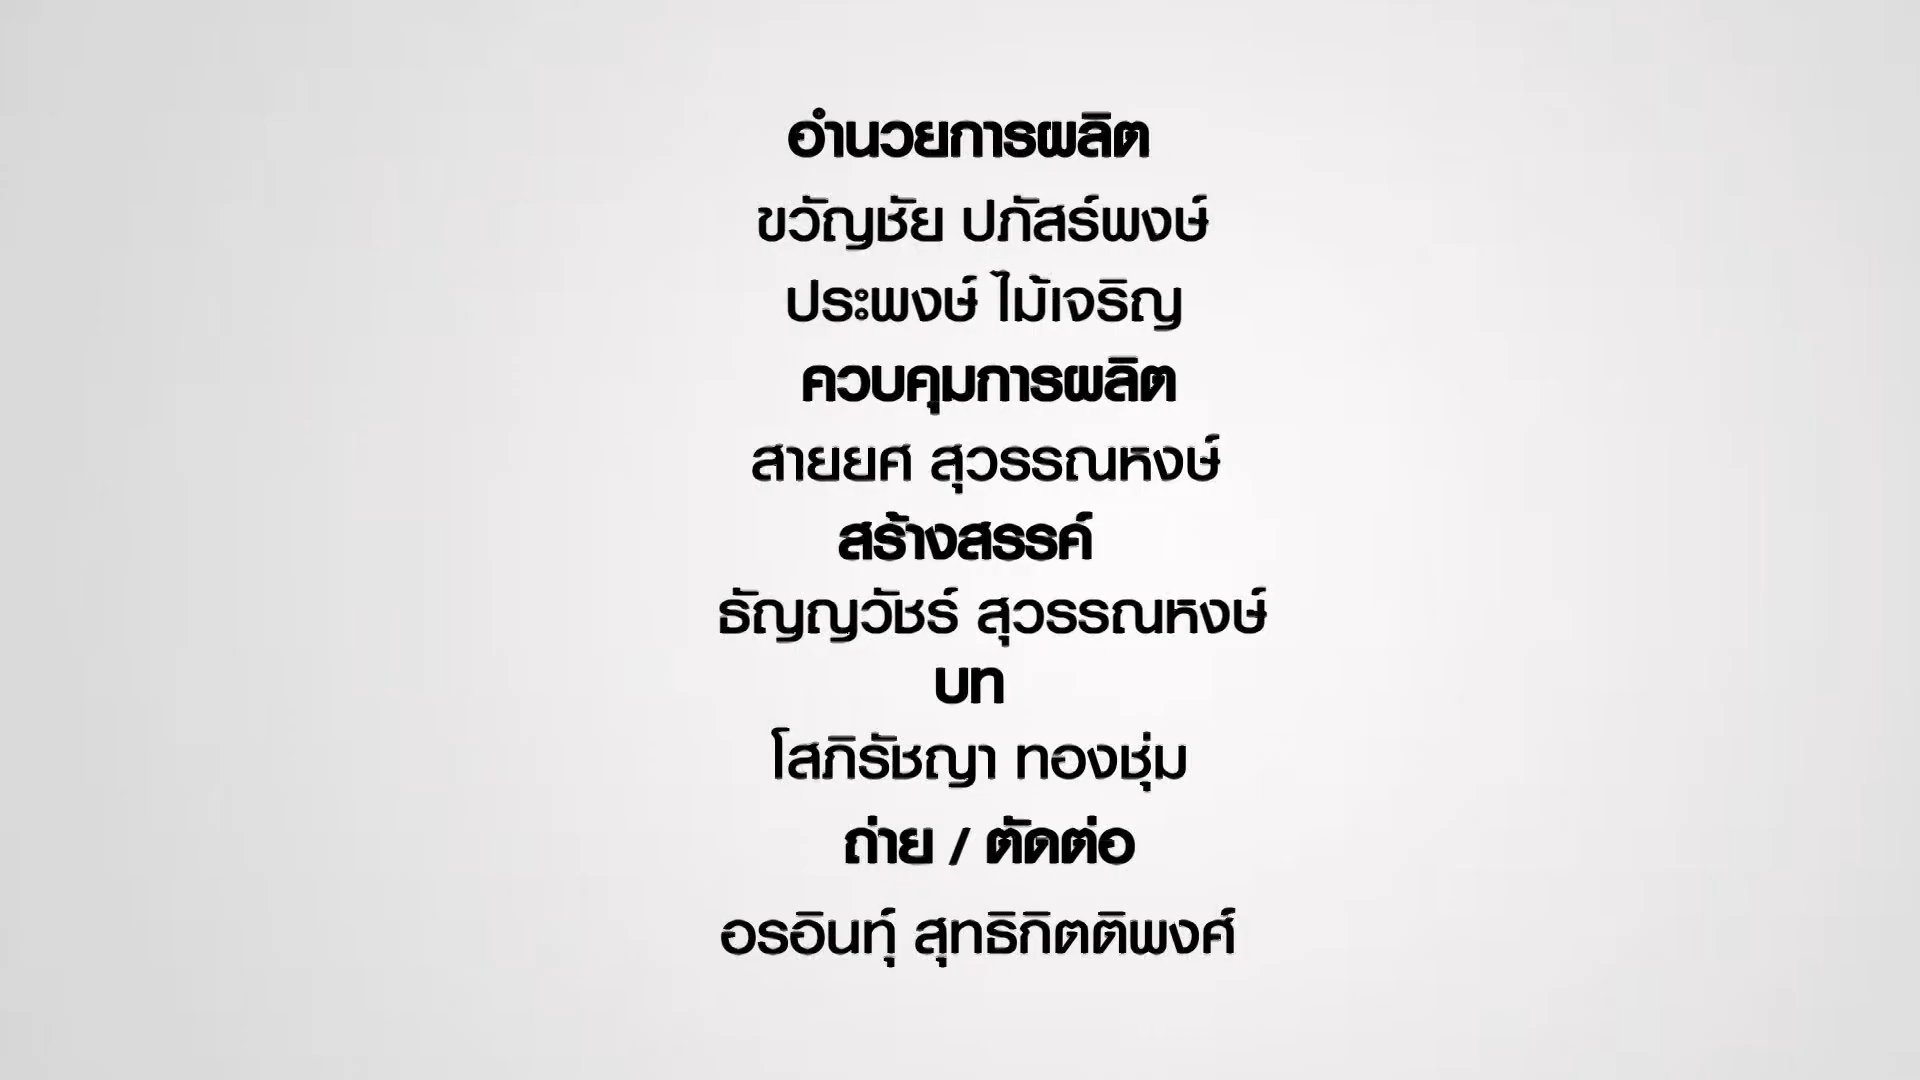 อำนวยการผลิต
ขวัญชัย ปภัสร์พงษ์
ประพงษ์ ไม้เจริญ
ควบคุมการผลิต
สายยศ สุวรรณหงษ์
สร้างสรรค์
ธัญญวัชร์ สุวรรณหงษ์
บท
โสภิรัชญา ทองชุ่ม
ถ่าย / ตัดต่อ
อรอินทุ์ สุทธิกิตติพงศ์